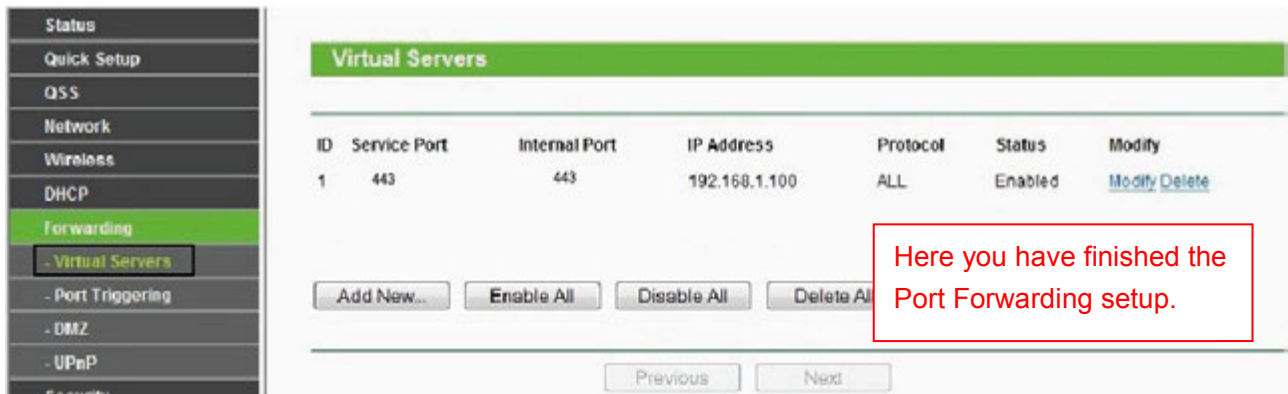 Status
Quick Setup
QSS
Network
Wireless
DHCP
Forwarding
- Virtual Servers
- Port Triggering
- DMZ
- UPnP
Security
Virtual Servers
ID Service Port Internal Port IP Address Protocol Status Modify
1 443 443 192.168.1.100 ALL Enabled Modify Delete
Add New... Enable All Disable All Delete All
Here you have finished the
Port Forwarding setup.
Previous Next